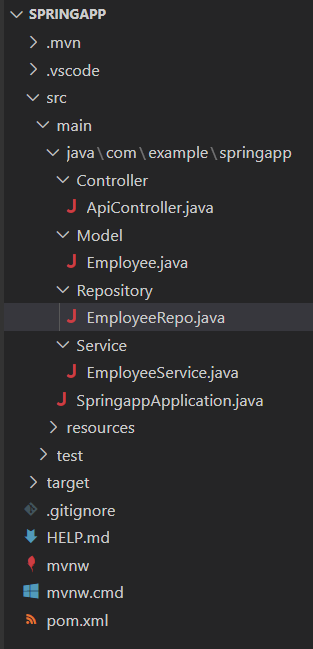 SPRINGAPP
.mvn
.vscode
src
main
java\com\example\springapp
Controller
ApiController.java
Model
Employee.java
Repository
EmployeeRepo.java
Service
EmployeeService.java
SpringappApplication.java
resources
test
target
.gitignore
HELP.md
mvnw
mvnw.cmd
pom.xml